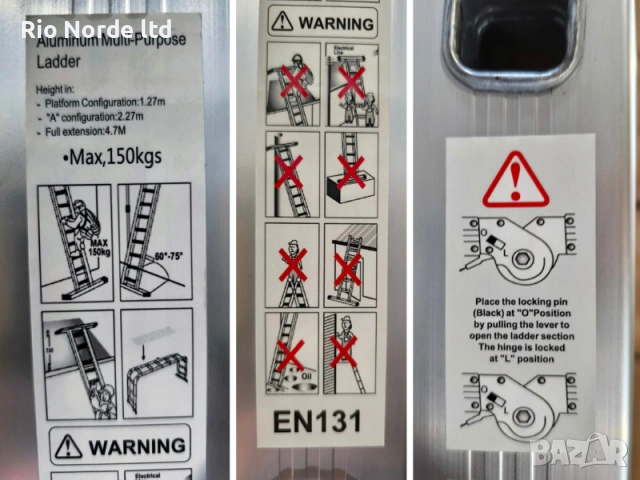 Rio Norde ltd
Aluminum Multi-Purpose
Ladder
Height in:
- Platform Configuration:1.27m
- "A" configuration:2.27m
- Full extension:4.7M
•Max,150kgs
MAX
150kg
60°-75°
1M
WARNING
Electrical
WARNING
Electrical
Line
Oil
EN131
Place the locking pin
(Black) at "O"Position
by pulling the lever to
open the ladder section
The hinge is locked
at "L" position
L
BAZAR